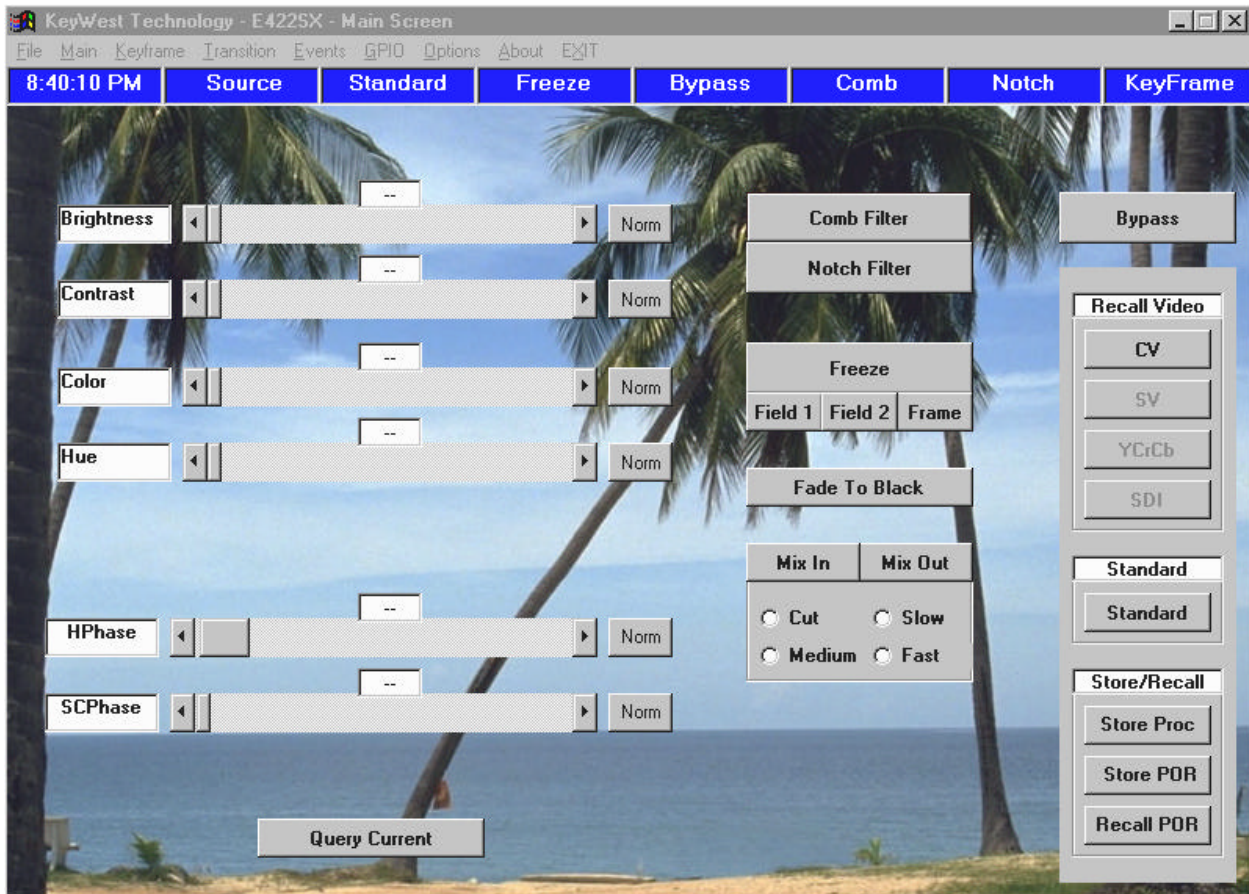 KeyWest Technology - E422SX - Main Screen
File Main Keyframe Transition Events GPIO Options About EXIT
8:40:10 PM Source Standard Freeze Bypass Comb Notch KeyFrame
--
Brightness Norm
--
Contrast Norm
--
Color Norm
--
Hue Norm
--
HPhase Norm
--
SCPhase Norm
Query Current
Comb Filter
Notch Filter
Freeze
Field 1 Field 2 Frame
Fade To Black
Mix In Mix Out
Cut Slow
Medium Fast
Bypass
Recall Video
CV
SV
YCrCb
SDI
Standard
Standard
Store/Recall
Store Proc
Store POR
Recall POR